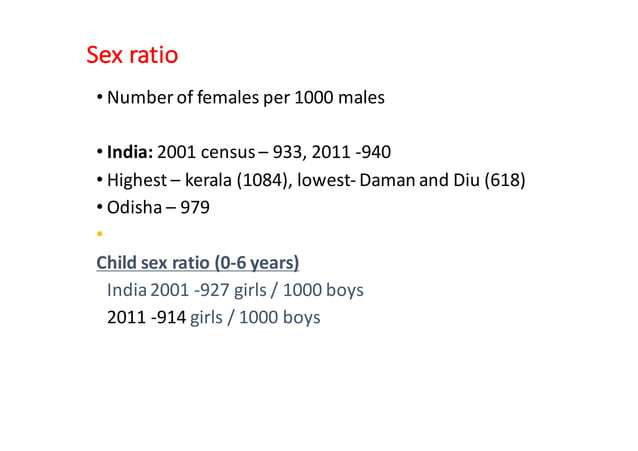 Sex ratio
• Number of females per 1000 males
• India: 2001 census – 933, 2011 -940
• Highest – kerala (1084), lowest- Daman and Diu (618)
• Odisha – 979
•
Child sex ratio (0-6 years)
India 2001 -927 girls / 1000 boys
2011 -914 girls / 1000 boys